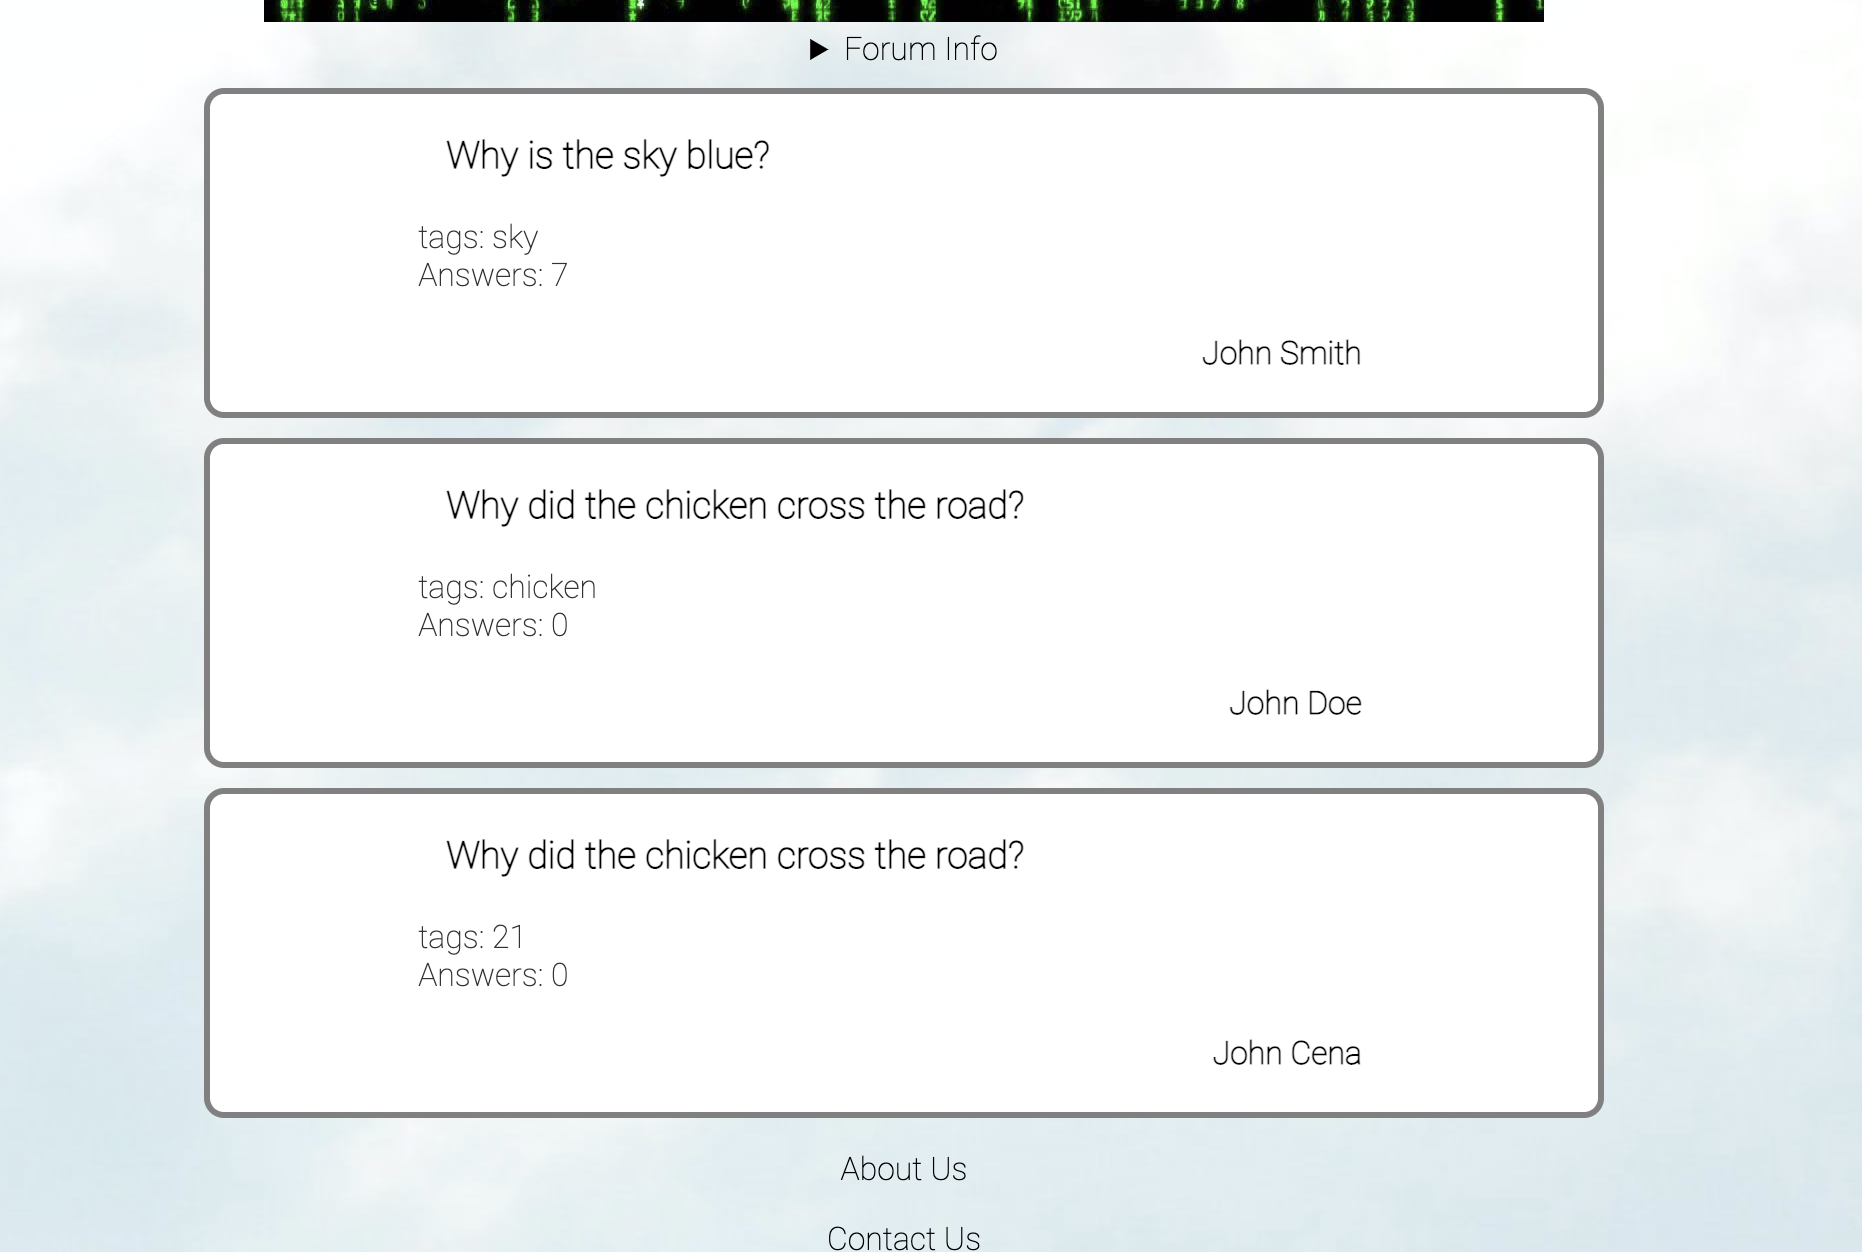 Forum Info
Why is the sky blue?
tags: sky
Answers: 7
John Smith
Why did the chicken cross the road?
tags: chicken
Answers: 0
John Doe
Why did the chicken cross the road?
tags: 21
Answers: 0
John Cena
About Us
Contact Us